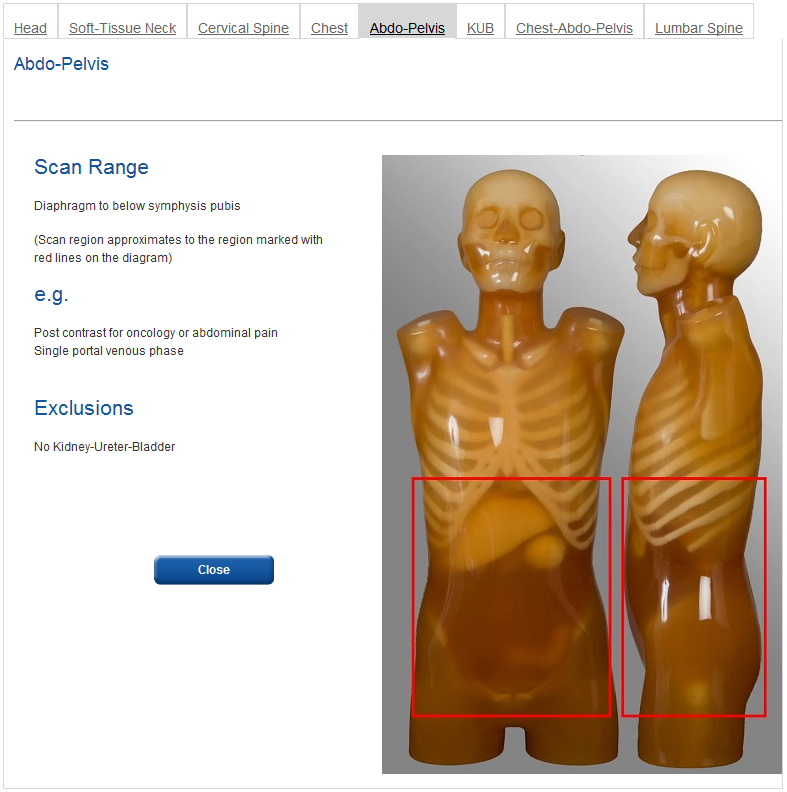 Head
Soft-Tissue Neck
Cervical Spine
Chest
Abdo-Pelvis
KUB
Chest-Abdo-Pelvis
Lumbar Spine
Abdo-Pelvis
Scan Range
Diaphragm to below symphysis pubis
(Scan region approximates to the region marked with
red lines on the diagram)
e.g.
Post contrast for oncology or abdominal pain
Single portal venous phase
Exclusions
No Kidney-Ureter-Bladder
Close